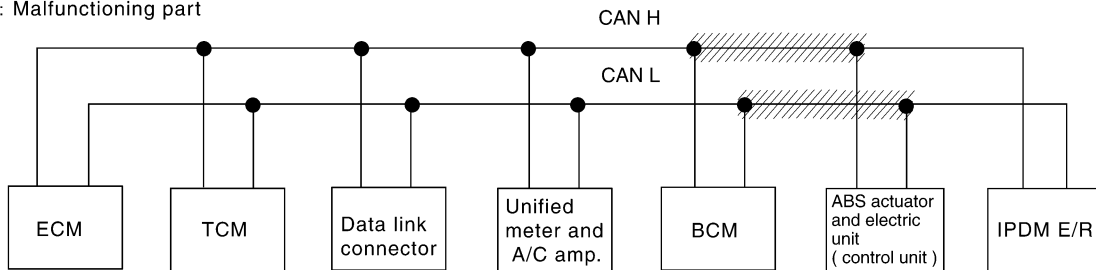 : Malfunctioning part
CAN H
CAN L
ECM
TCM
Data link
connector
Unified
meter and
A/C amp.
BCM
ABS actuator
and electric
unit
( control unit )
IPDM E/R